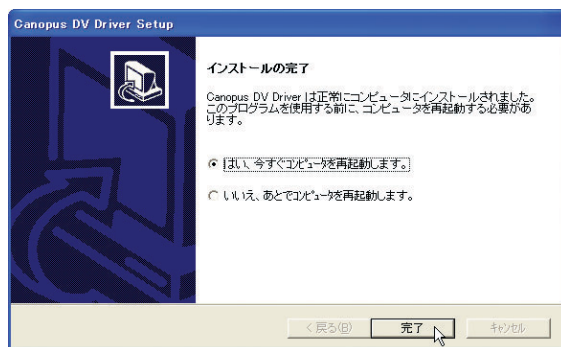 Canopus DV Driver Setup
インストールの完了
Canopus DV Driver は正常にコンピュータにインストールされました。
このプログラムを使用する前に、コンピュータを再起動する必要があ
ります。
はい、今すぐコンピュータを再起動します。
いいえ、あとでコンピュータを再起動します。
< 戻る(B) 完了 キャンセル